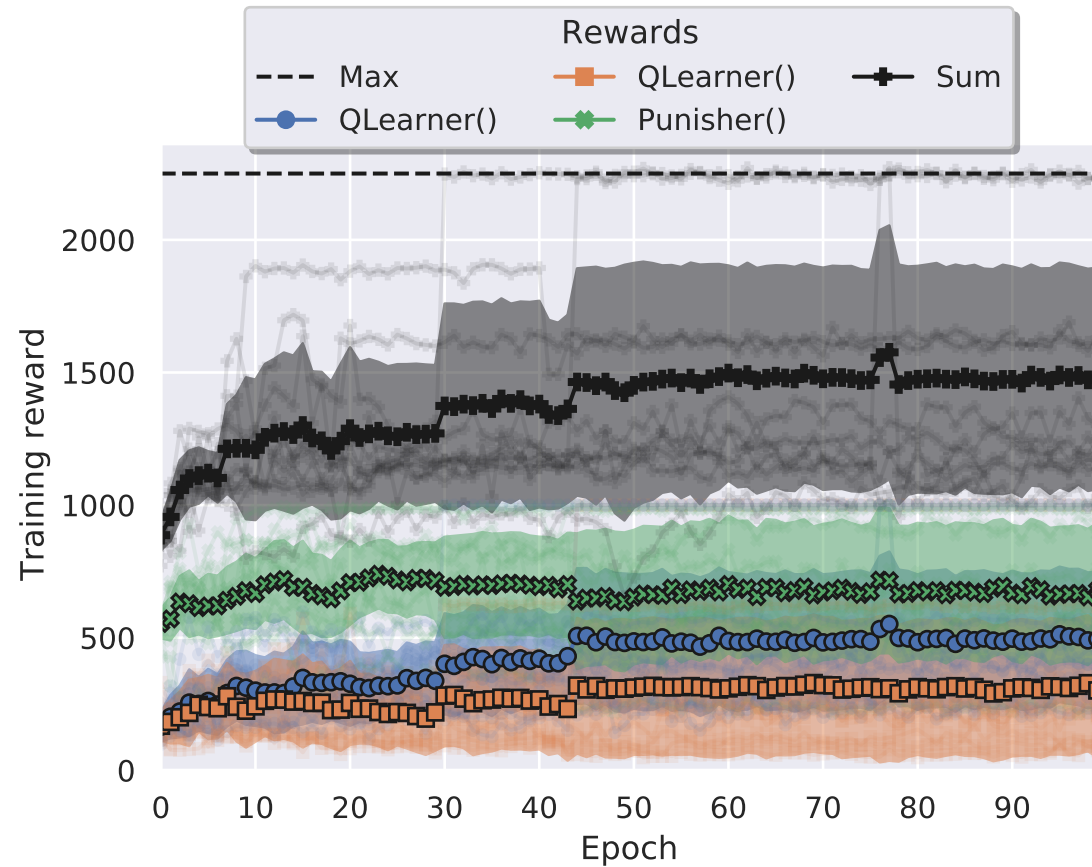 Rewards
Max QLearner() Sum
QLearner() Punisher()
Training reward
2000
1500
1000
500
0
0 10 20 30 40 50 60 70 80 90
Epoch